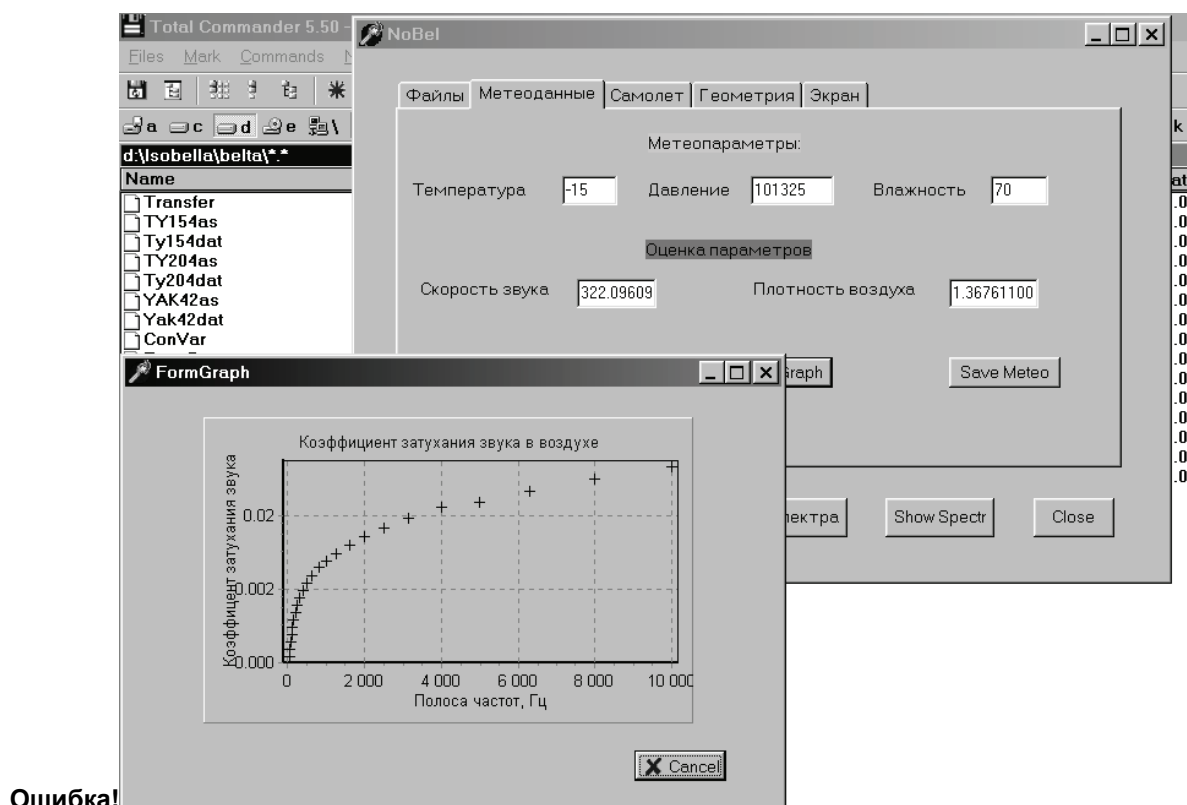 Total Commander 5.50 -
NoBel
Files Mark Commands
Файлы Метеоданные Самолет Геометрия Экран
a c d e \
k
d:\Isobella\belta\*.*
Метеопараметры:
Name
at
Температура -15 Давление 101325 Влажность 70
Transfer
TY154as
Ty154dat
TY204as
Ty204dat
YAK42as
Yak42dat
ConVar
Оценка параметров
Скорость звука 322.09609 Плотность воздуха 1.36761100
Save Meteo
FormGraph
Коэффициент затухания звука в воздухе
Коэффицент затухания звука
0.02
0.002
0.000
0 2 000 4 000 6 000 8 000 10 000
Полоса частот, Гц
Show Spectr Close
Cancel
Ошибка!